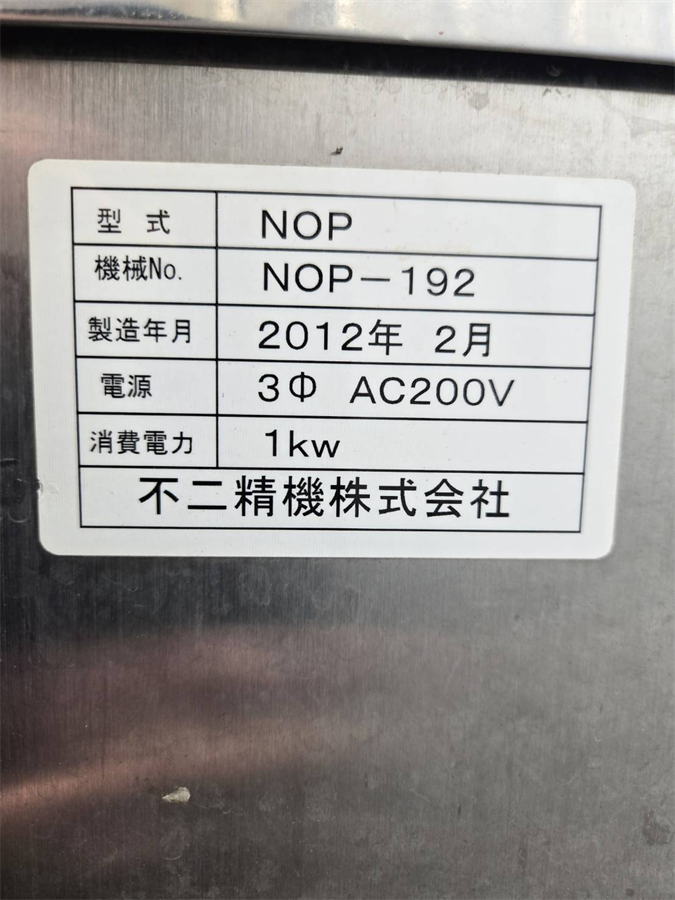 型式 NOP
機械No. NOP-192
製造年月 2012年 2月
電源 3Φ AC200V
消費電力 1kw
不二精機株式会社